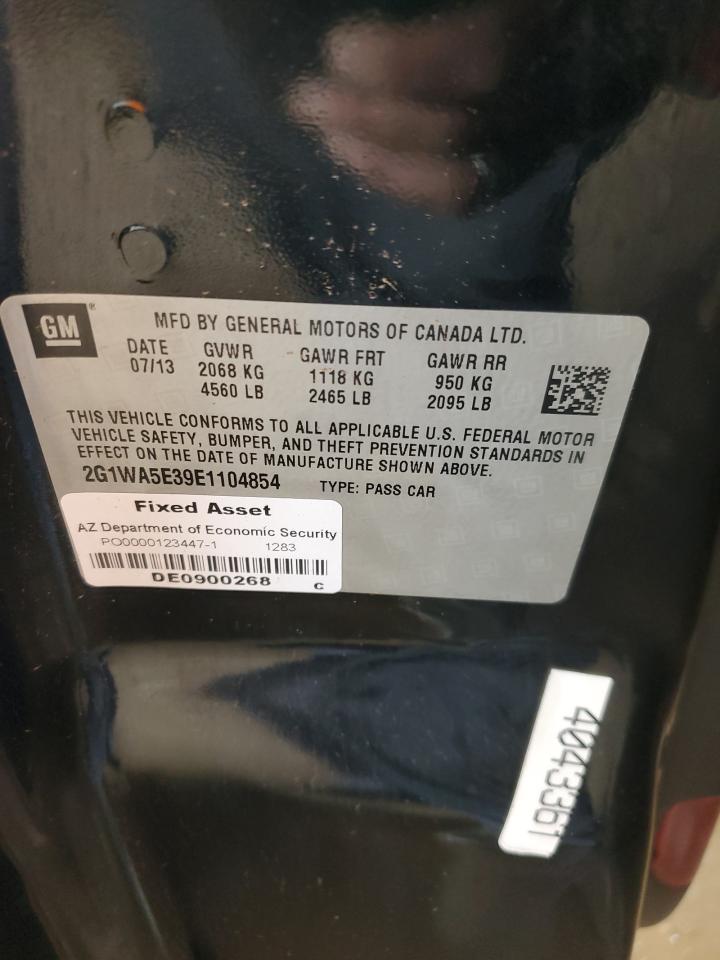 GM
MFD BY GENERAL MOTORS OF CANADA LTD.
DATE GVWR GAWR FRT GAWR RR
07/13 2068 KG 1118 KG 950 KG
4560 LB 2465 LB 2095 LB
THIS VEHICLE CONFORMS TO ALL APPLICABLE U.S. FEDERAL MOTOR
VEHICLE SAFETY, BUMPER, AND THEFT PREVENTION STANDARDS IN
EFFECT ON THE DATE OF MANUFACTURE SHOWN ABOVE.
2G1WA5E39E1104854 TYPE: PASS CAR
Fixed Asset
AZ Department of Economic Security
PO0000123447-1 1283
DE0900268 C
4043361